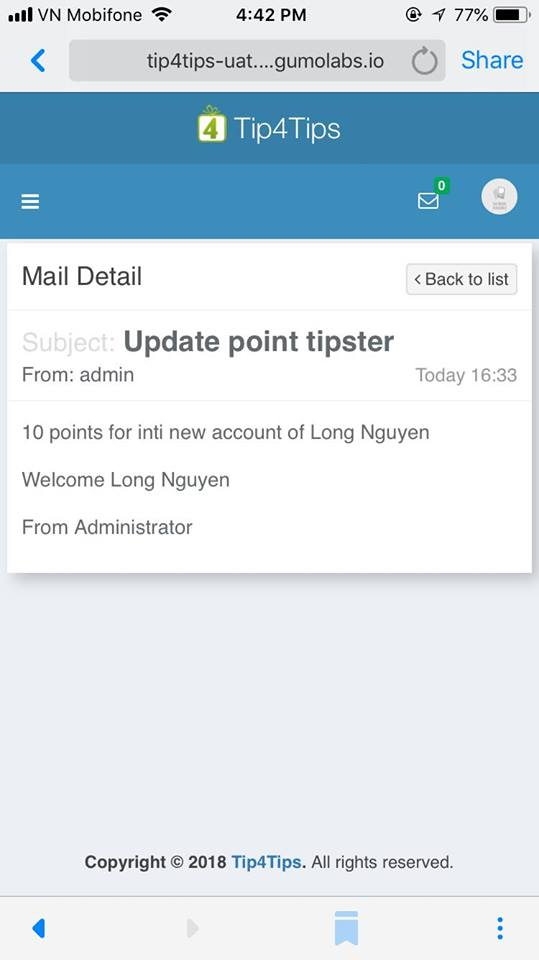 VN Mobifone 4:42 PM 77%
tip4tips-uat....gumolabs.io Share
4 Tip4Tips
0
Mail Detail Back to list
Subject: Update point tipster
From: admin Today 16:33
10 points for inti new account of Long Nguyen
Welcome Long Nguyen
From Administrator
Copyright © 2018 Tip4Tips. All rights reserved.